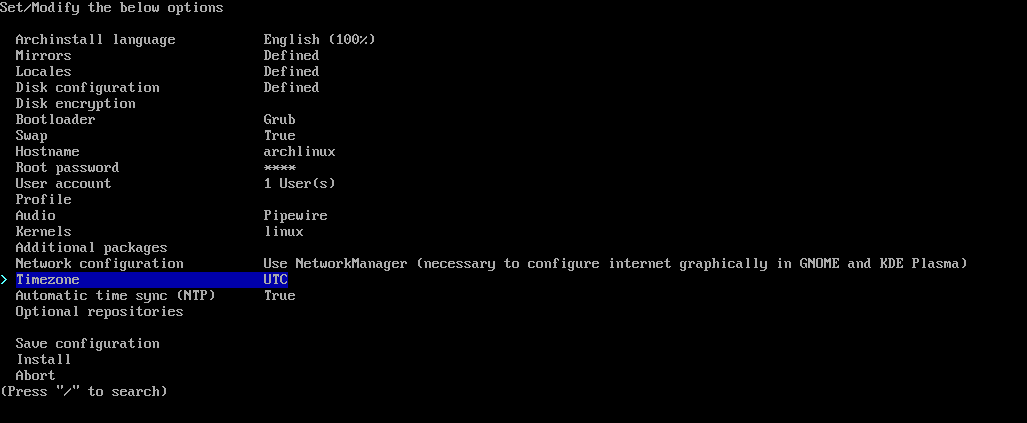 Set/Modify the below options
Archinstall language English (100%)
Mirrors Defined
Locales Defined
Disk configuration Defined
Disk encryption
Bootloader Grub
Swap True
Hostname archlinux
Root password ****
User account 1 User(s)
Profile
Audio Pipewire
Kernels linux
Additional packages
Network configuration Use NetworkManager (necessary to configure internet graphically in GNOME and KDE Plasma)
> Timezone UTC
Automatic time sync (NTP) True
Optional repositories
Save configuration
Install
Abort
(Press "/" to search)